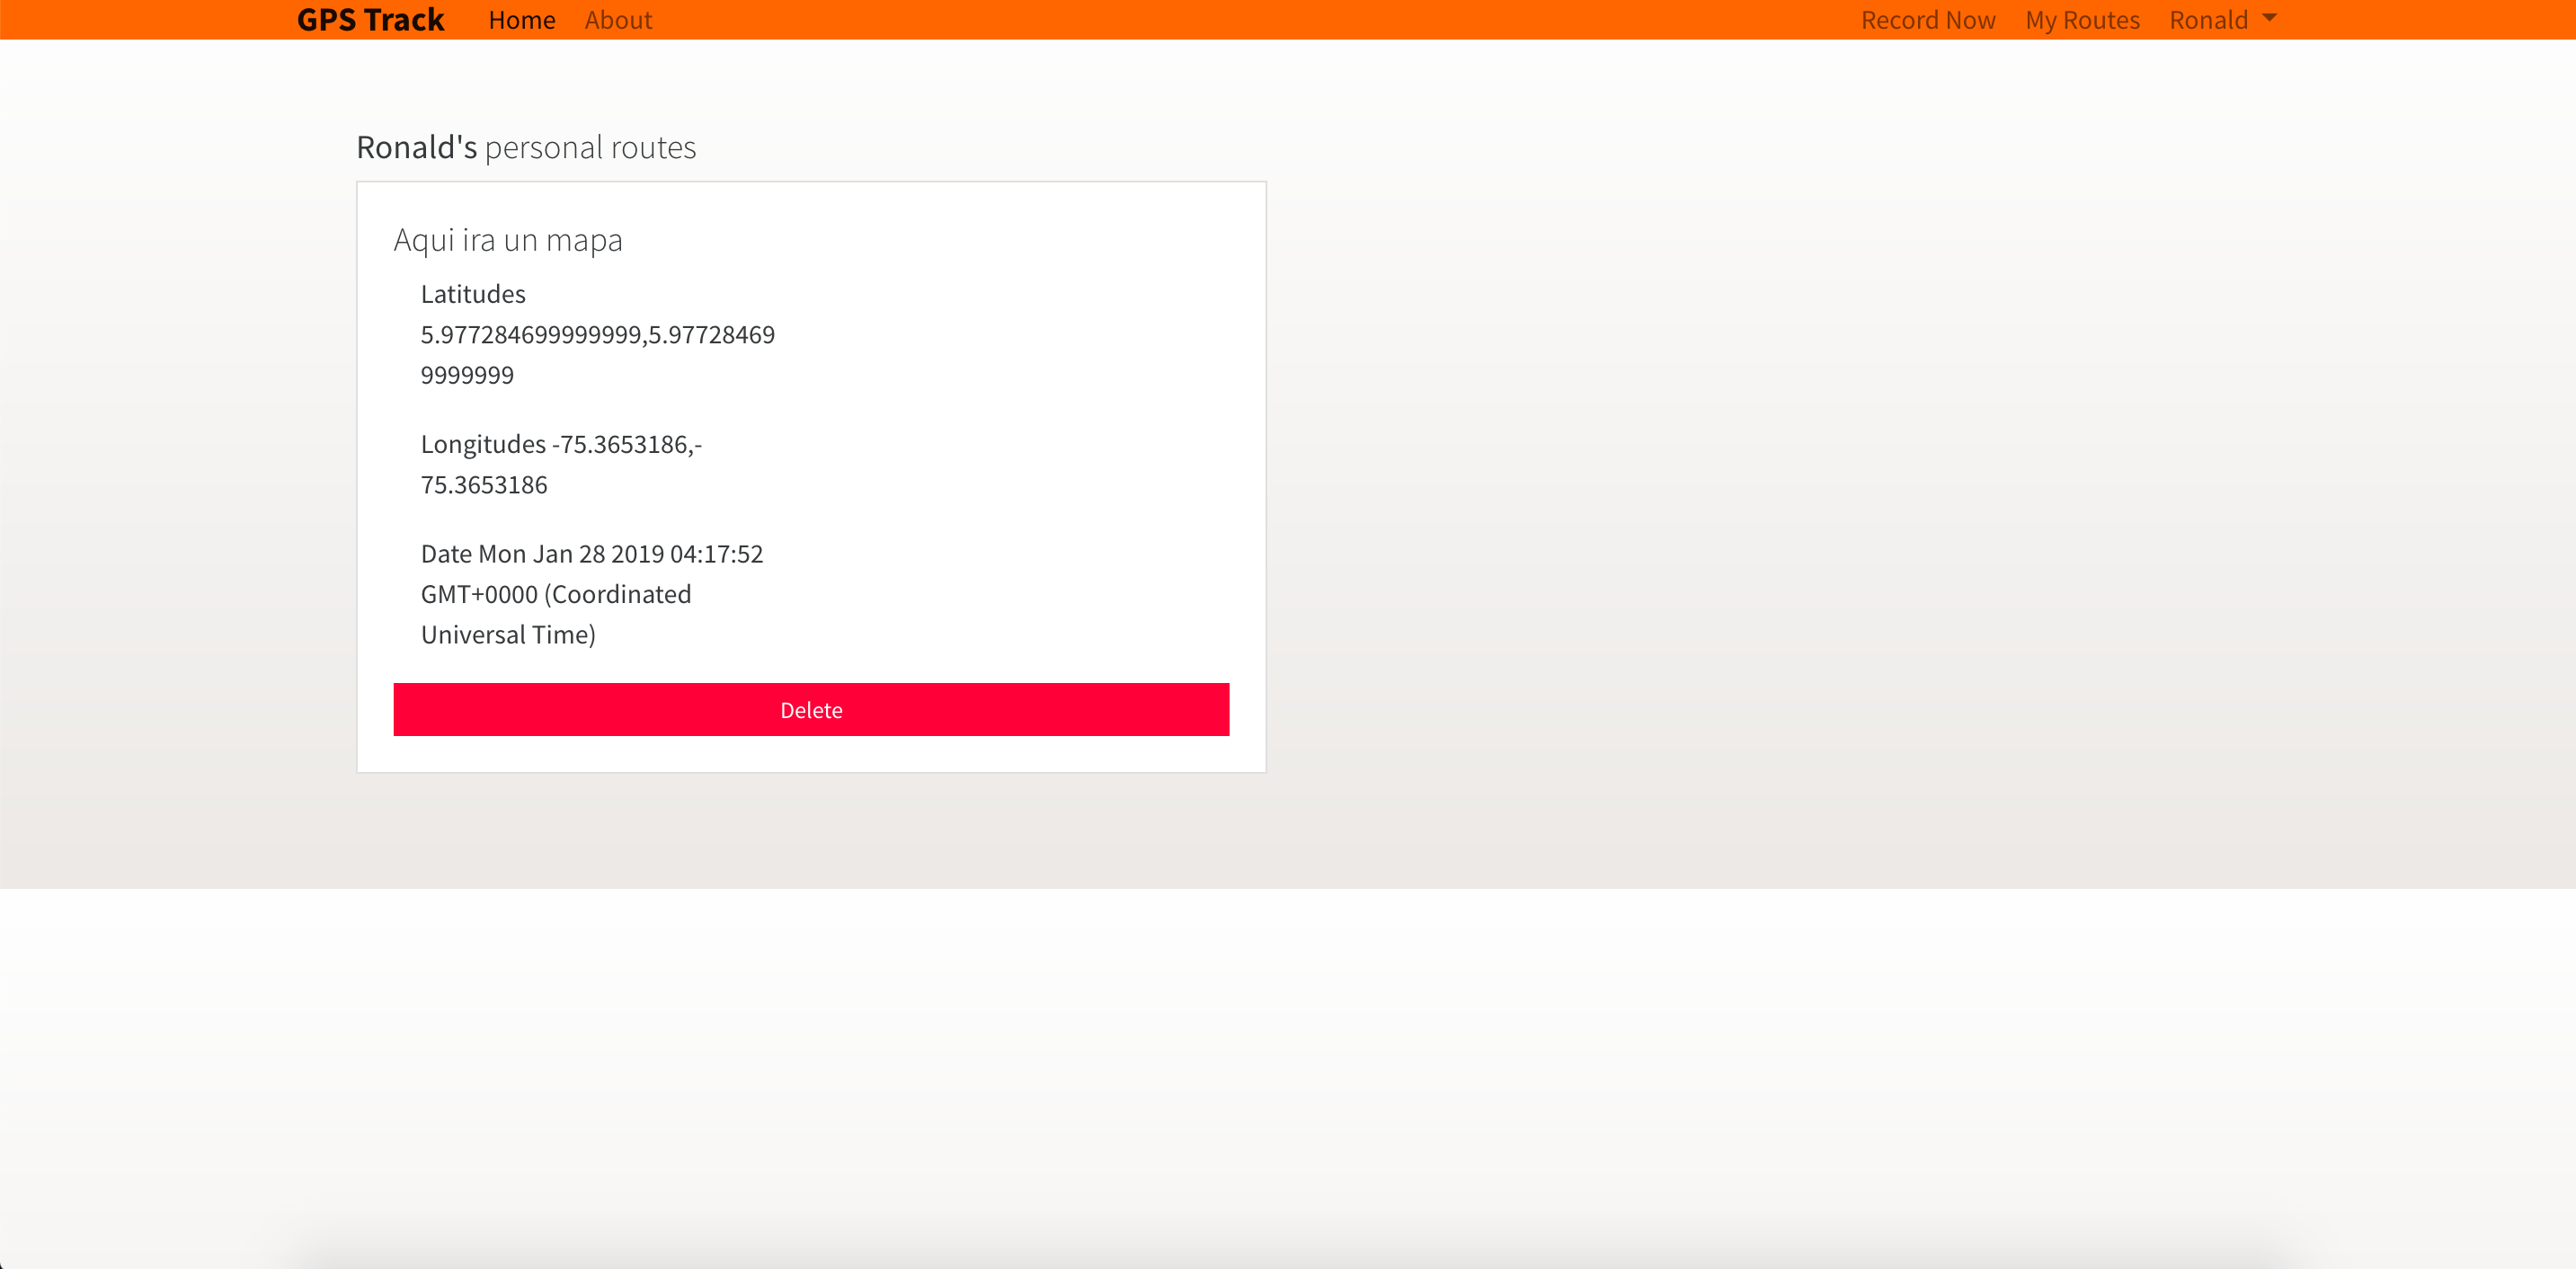 GPS Track Home About Record Now My Routes Ronald
Ronald's personal routes
Aqui ira un mapa
Latitudes
5.977284699999999,5.97728469
9999999
Longitudes -75.3653186,-
75.3653186
Date Mon Jan 28 2019 04:17:52
GMT+0000 (Coordinated
Universal Time)
Delete